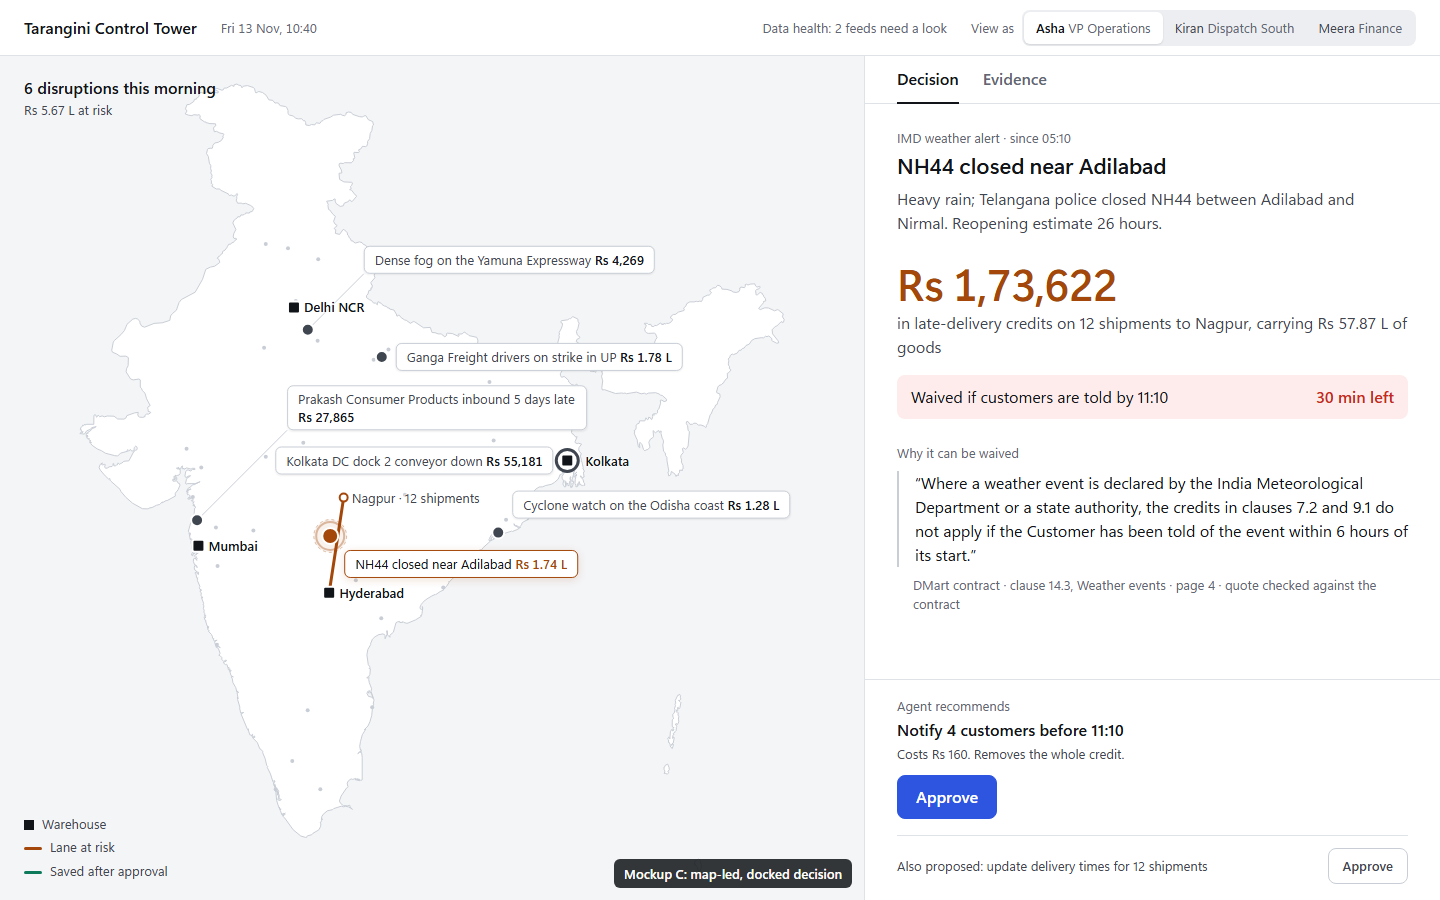 Tarangini Control Tower
Fri 13 Nov, 10:40
Data health: 2 feeds need a look
View as
Asha VP Operations
Kiran Dispatch South
Meera Finance
6 disruptions this morning
Rs 5.67 L at risk
Dense fog on the Yamuna Expressway Rs 4,269
Delhi NCR
Ganga Freight drivers on strike in UP Rs 1.78 L
Prakash Consumer Products inbound 5 days late
Rs 27,865
Kolkata DC dock 2 conveyor down Rs 55,181
Kolkata
Nagpur · 12 shipments
Cyclone watch on the Odisha coast Rs 1.28 L
Mumbai
NH44 closed near Adilabad Rs 1.74 L
Hyderabad
Warehouse
Lane at risk
Saved after approval
Mockup C: map-led, docked decision
Decision
Evidence
IMD weather alert · since 05:10
NH44 closed near Adilabad
Heavy rain; Telangana police closed NH44 between Adilabad and
Nirmal. Reopening estimate 26 hours.
Rs 1,73,622
in late-delivery credits on 12 shipments to Nagpur, carrying Rs 57.87 L of
goods
Waived if customers are told by 11:10
30 min left
Why it can be waived
“Where a weather event is declared by the India Meteorological
Department or a state authority, the credits in clauses 7.2 and 9.1 do
not apply if the Customer has been told of the event within 6 hours of
its start.”
DMart contract · clause 14.3, Weather events · page 4 · quote checked against the
contract
Agent recommends
Notify 4 customers before 11:10
Costs Rs 160. Removes the whole credit.
Approve
Also proposed: update delivery times for 12 shipments
Approve